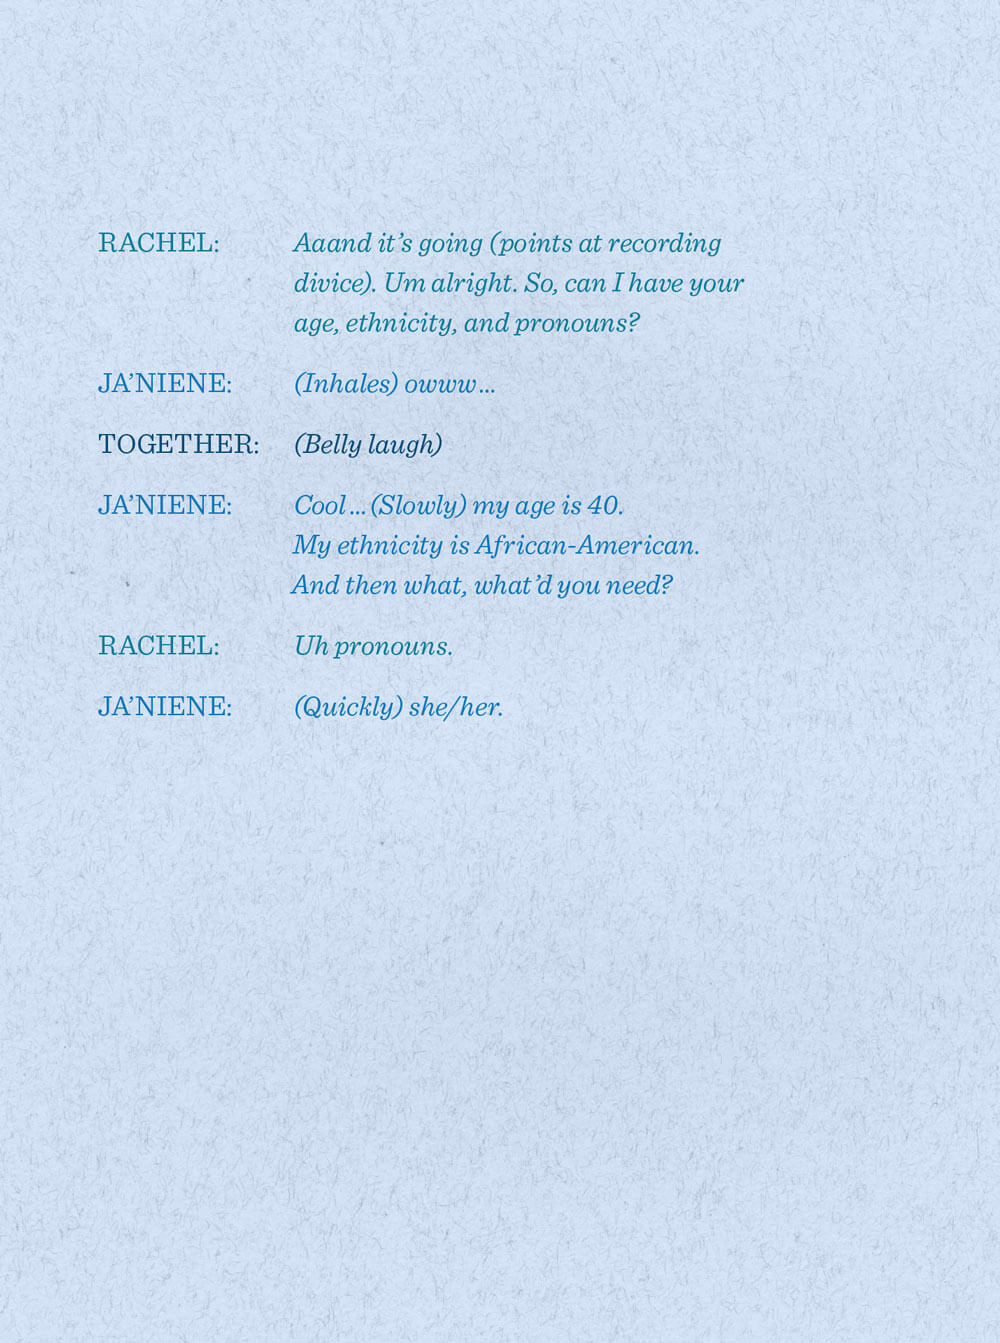 RACHEL: Aaand it’s going (points at recording
divice). Um alright. So, can I have your
age, ethnicity, and pronouns?
JA’NIENE: (Inhales) owww...
TOGETHER: (Belly laugh)
JA’NIENE: Cool...(Slowly) my age is 40.
My ethnicity is African-American.
And then what, what’d you need?
RACHEL: Uh pronouns.
JA’NIENE: (Quickly) she/her.